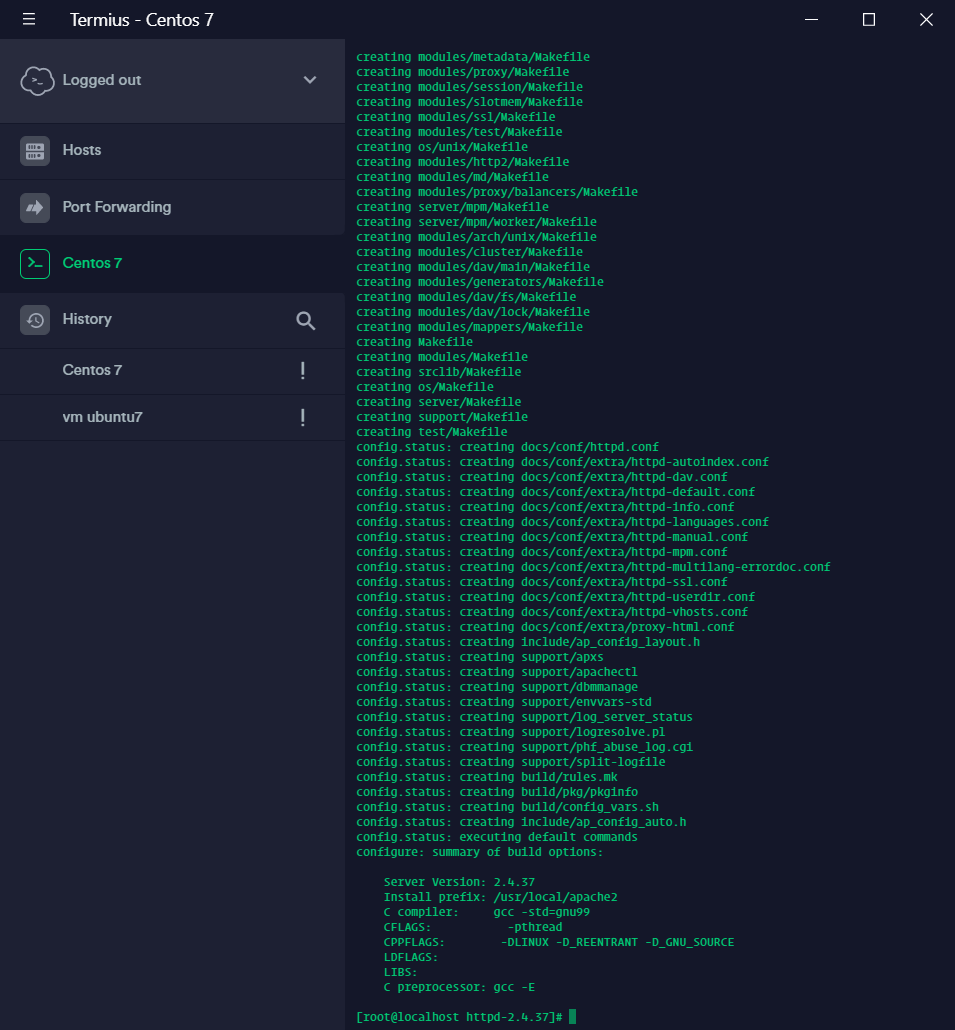 Termius - Centos 7
Logged out
Hosts
Port Forwarding
Centos 7
History
Centos 7
vm ubuntu7
creating modules/metadata/Makefile
creating modules/proxy/Makefile
creating modules/session/Makefile
creating modules/slotmem/Makefile
creating modules/ssl/Makefile
creating modules/test/Makefile
creating os/unix/Makefile
creating modules/http2/Makefile
creating modules/md/Makefile
creating modules/proxy/balancers/Makefile
creating server/mpm/Makefile
creating server/mpm/worker/Makefile
creating modules/arch/unix/Makefile
creating modules/cluster/Makefile
creating modules/dav/main/Makefile
creating modules/generators/Makefile
creating modules/dav/fs/Makefile
creating modules/dav/lock/Makefile
creating modules/mappers/Makefile
creating Makefile
creating modules/Makefile
creating srclib/Makefile
creating os/Makefile
creating server/Makefile
creating support/Makefile
creating test/Makefile
config.status: creating docs/conf/httpd.conf
config.status: creating docs/conf/extra/httpd-autoindex.conf
config.status: creating docs/conf/extra/httpd-dav.conf
config.status: creating docs/conf/extra/httpd-default.conf
config.status: creating docs/conf/extra/httpd-info.conf
config.status: creating docs/conf/extra/httpd-languages.conf
config.status: creating docs/conf/extra/httpd-manual.conf
config.status: creating docs/conf/extra/httpd-mpm.conf
config.status: creating docs/conf/extra/httpd-multilang-errordoc.conf
config.status: creating docs/conf/extra/httpd-ssl.conf
config.status: creating docs/conf/extra/httpd-userdir.conf
config.status: creating docs/conf/extra/httpd-vhosts.conf
config.status: creating docs/conf/extra/proxy-html.conf
config.status: creating include/ap_config_layout.h
config.status: creating support/apxs
config.status: creating support/apachectl
config.status: creating support/dbmmanage
config.status: creating support/envvars-std
config.status: creating support/log_server_status
config.status: creating support/logresolve.pl
config.status: creating support/phf_abuse_log.cgi
config.status: creating support/split-logfile
config.status: creating build/rules.mk
config.status: creating build/pkg/pkginfo
config.status: creating build/config_vars.sh
config.status: creating include/ap_config_auto.h
config.status: executing default commands
configure: summary of build options:
Server Version: 2.4.37
Install prefix: /usr/local/apache2
C compiler: gcc -std=gnu99
CFLAGS: -pthread
CPPFLAGS: -DLINUX -D_REENTRANT -D_GNU_SOURCE
LDFLAGS:
LIBS:
C preprocessor: gcc -E
[root@localhost httpd-2.4.37]#